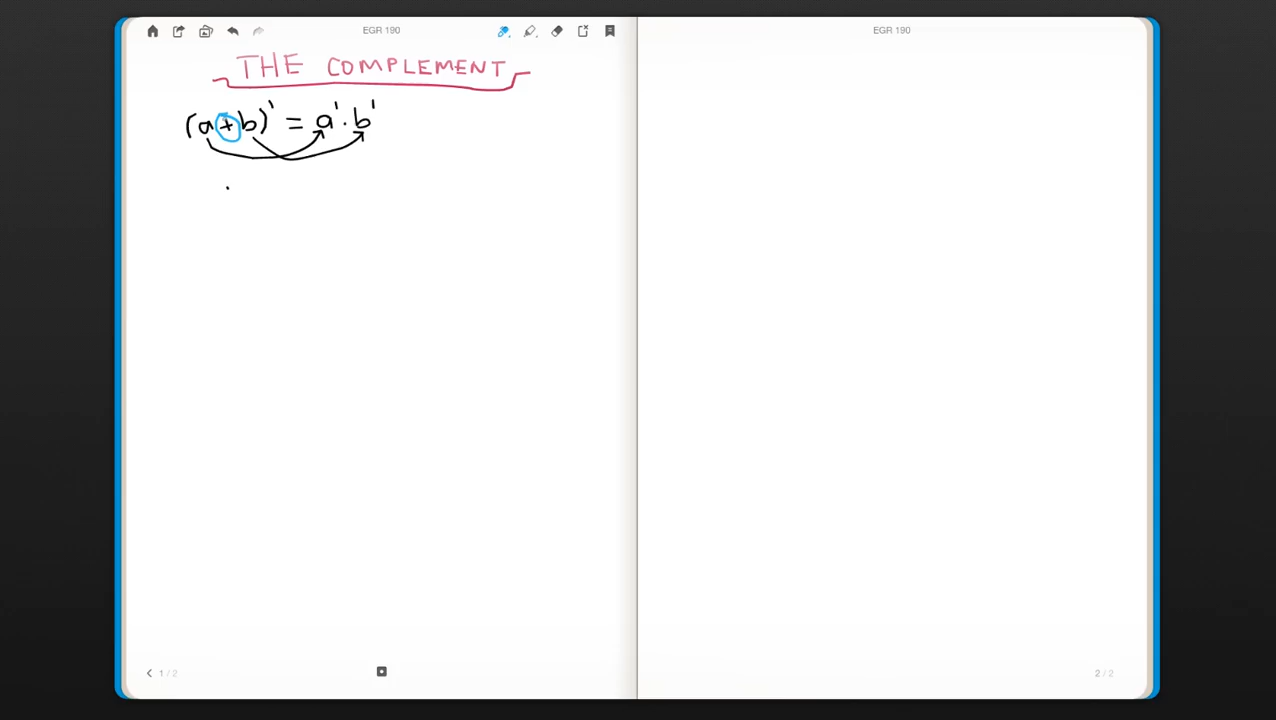 EGR 190
EGR 190
THE COMPLEMENT
(a+b)' = a'·b'
1 / 2
2 / 2